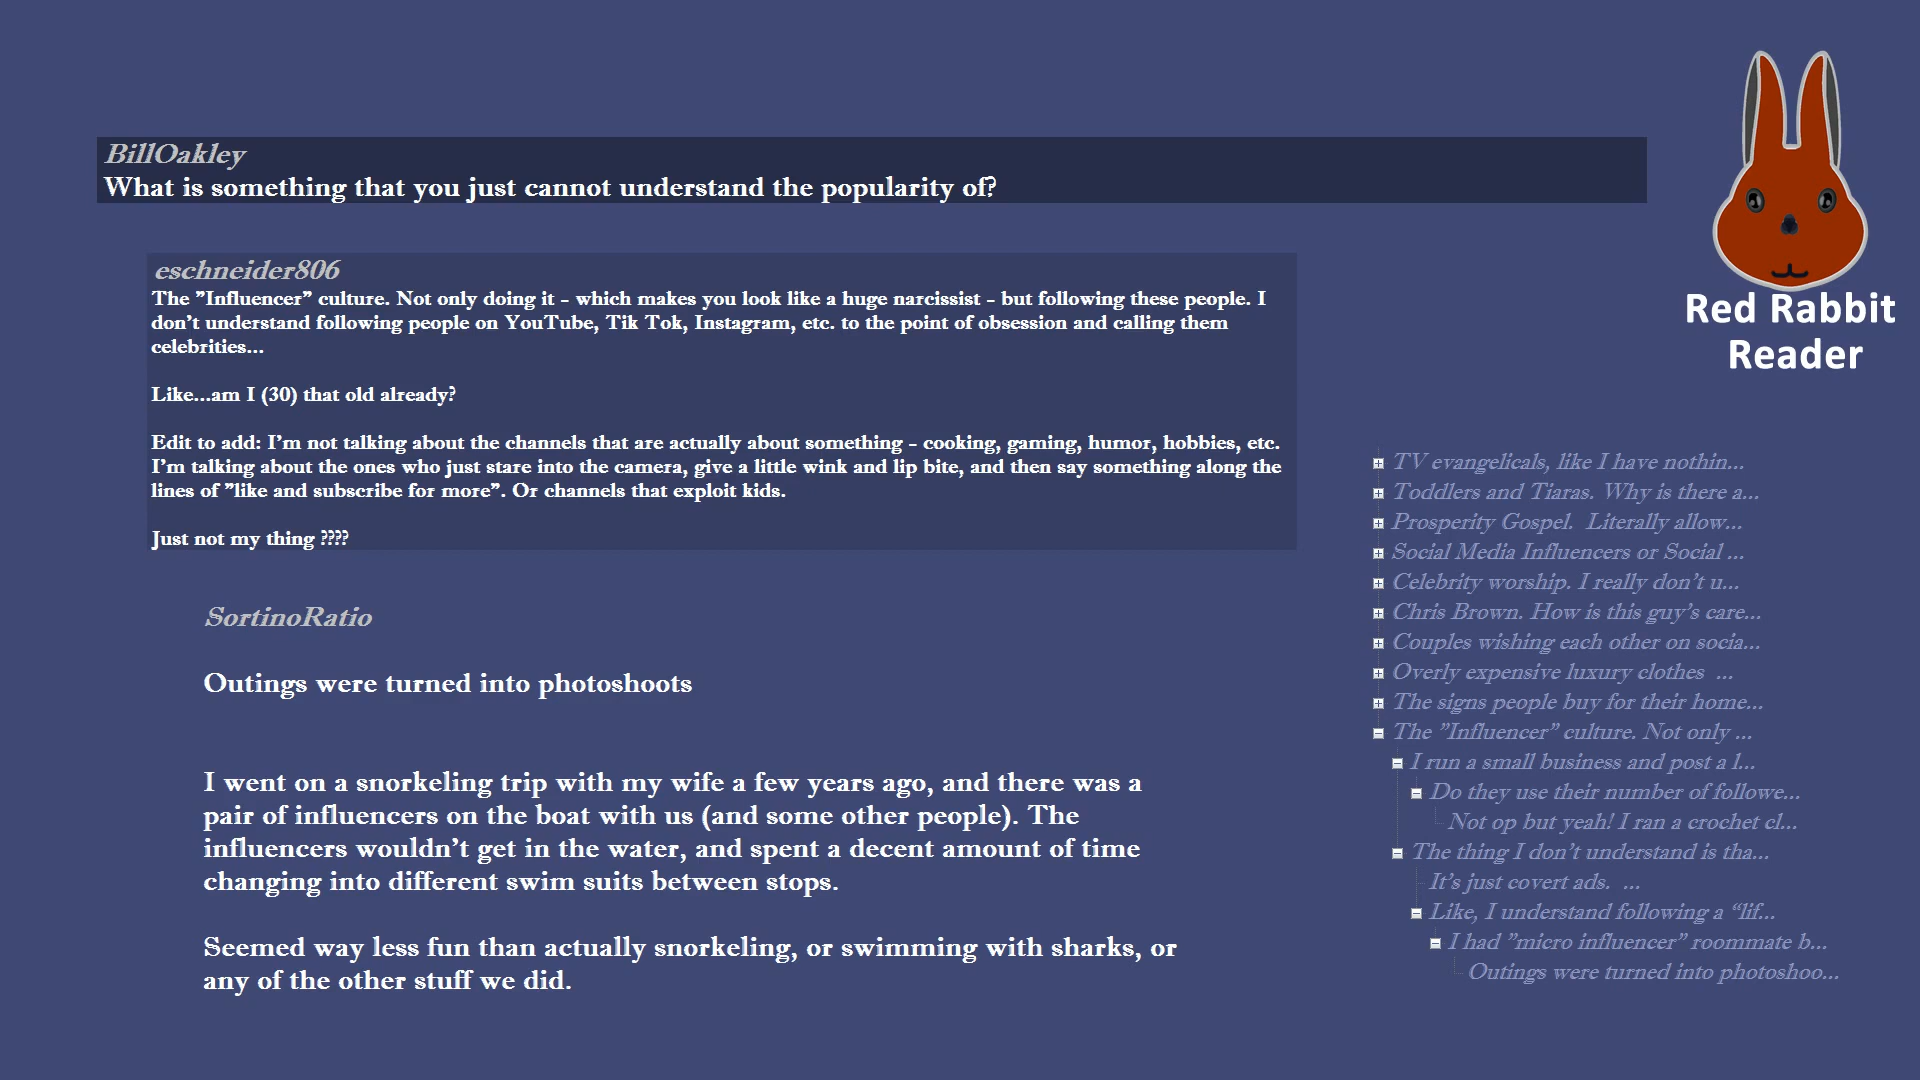 BillOakley
What is something that you just cannot understand the popularity of?
eschneider806
The "Influencer" culture. Not only doing it - which makes you look like a huge narcissist - but following these people. I
don't understand following people on YouTube, Tik Tok, Instagram, etc. to the point of obsession and calling them
celebrities...
Like...am I (30) that old already?
Edit to add: I'm not talking about the channels that are actually about something - cooking, gaming, humor, hobbies, etc.
I'm talking about the ones who just stare into the camera, give a little wink and lip bite, and then say something along the
lines of "like and subscribe for more". Or channels that exploit kids.
Just not my thing ????
SortinoRatio
Outings were turned into photoshoots
I went on a snorkeling trip with my wife a few years ago, and there was a
pair of influencers on the boat with us (and some other people). The
influencers wouldn't get in the water, and spent a decent amount of time
changing into different swim suits between stops.
Seemed way less fun than actually snorkeling, or swimming with sharks, or
any of the other stuff we did.
Red Rabbit
Reader
TV evangelicals, like I have nothin...
Toddlers and Tiaras. Why is there a...
Prosperity Gospel.  Literally allow...
Social Media Influencers or Social ...
Celebrity worship. I really don't u...
Chris Brown. How is this guy's care...
Couples wishing each other on socia...
Overly expensive luxury clothes  ...
The signs people buy for their home...
The "Influencer" culture. Not only ...
I run a small business and post a l...
Do they use their number of followe...
Not op but yeah! I ran a crochet cl...
The thing I don't understand is tha...
It's just covert ads.  ...
Like, I understand following a “lif...
I had "micro influencer" roommate b...
Outings were turned into photoshoo...